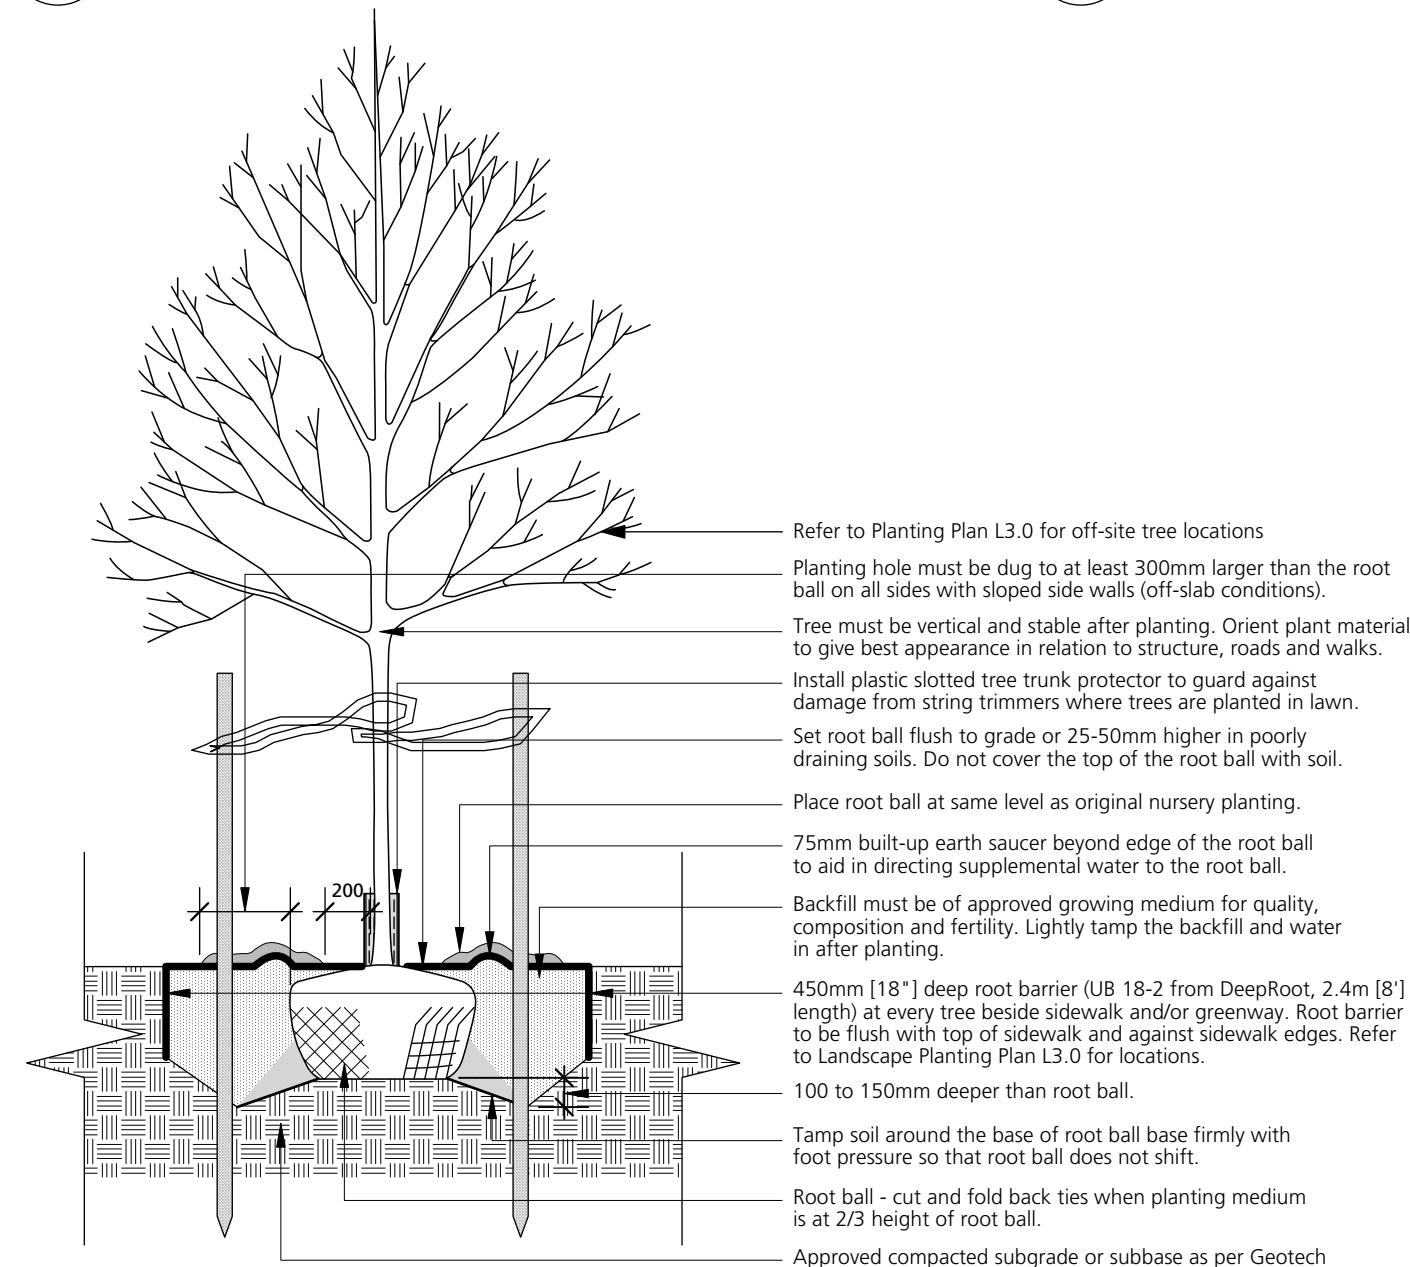 Refer to Planting Plan L3.0 for off-site tree locations
Planting hole must be dug to at least 300mm larger than the root
ball on all sides with sloped side walls (off-slab conditions).
Tree must be vertical and stable after planting. Orient plant material
to give best appearance in relation to structure, roads and walks.
Install plastic slotted tree trunk protector to guard against
damage from string trimmers where trees are planted in lawn.
Set root ball flush to grade or 25-50mm higher in poorly
draining soils. Do not cover the top of the root ball with soil.
Place root ball at same level as original nursery planting.
75mm built-up earth saucer beyond edge of the root ball
to aid in directing supplemental water to the root ball.
200
Backfill must be of approved growing medium for quality,
composition and fertility. Lightly tamp the backfill and water
in after planting.
450mm [18"] deep root barrier (UB 18-2 from DeepRoot, 2.4m [8']
length) at every tree beside sidewalk and/or greenway. Root barrier
to be flush with top of sidewalk and against sidewalk edges. Refer
to Landscape Planting Plan L3.0 for locations.
100 to 150mm deeper than root ball.
Tamp soil around the base of root ball base firmly with
foot pressure so that root ball does not shift.
Root ball - cut and fold back ties when planting medium
is at 2/3 height of root ball.
Approved compacted subgrade or subbase as per Geotech